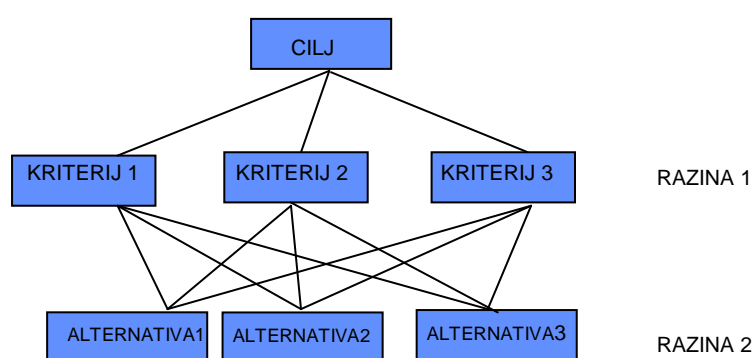 CILJ
KRITERIJ 1
KRITERIJ 2
KRITERIJ 3
RAZINA 1
ALTERNATIVA1
ALTERNATIVA2
ALTERNATIVA3
RAZINA 2